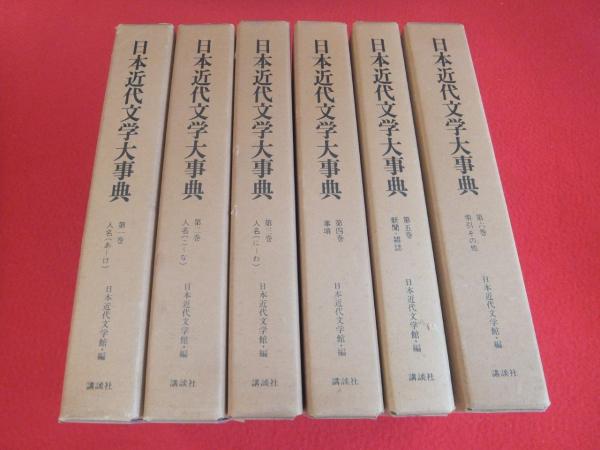 日本近代文学大事典
第一巻
人名(あ―け)
日本近代文学館・編
講談社
日本近代文学大事典
第二巻
人名(こ―な)
日本近代文学館・編
講談社
日本近代文学大事典
第三巻
人名(に―わ)
日本近代文学館・編
講談社
日本近代文学大事典
第四巻
事項
日本近代文学館・編
講談社
日本近代文学大事典
第五巻
新聞・雑誌
日本近代文学館・編
講談社
日本近代文学大事典
第六巻
索引その他
日本近代文学館・編
講談社